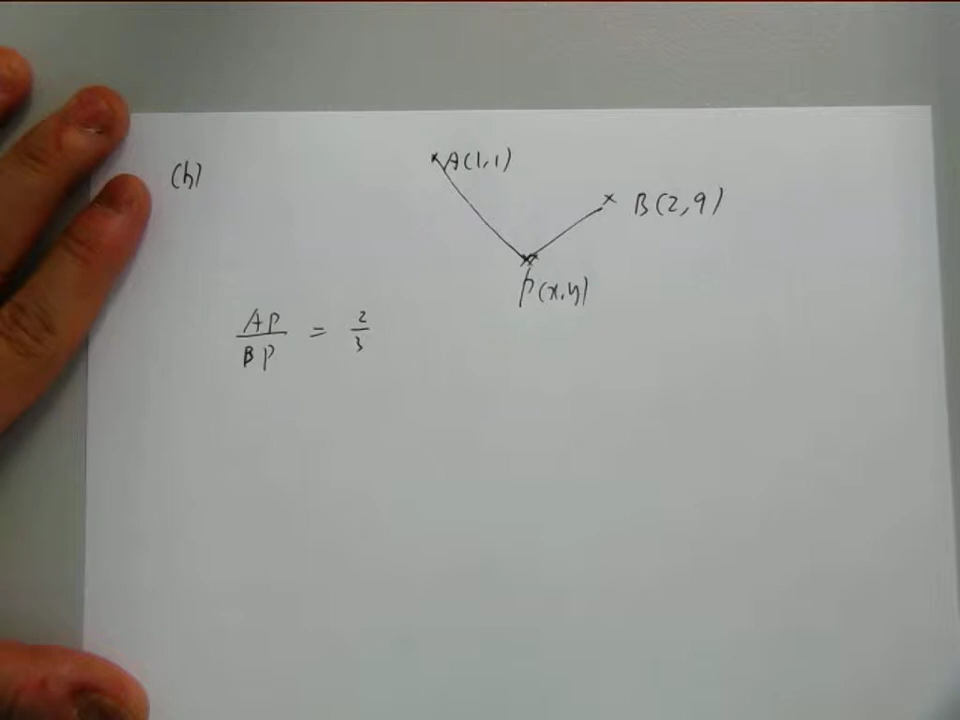 (h)
A(1,1)
B(2,9)
P(x,y)
AP/BP = 2/3